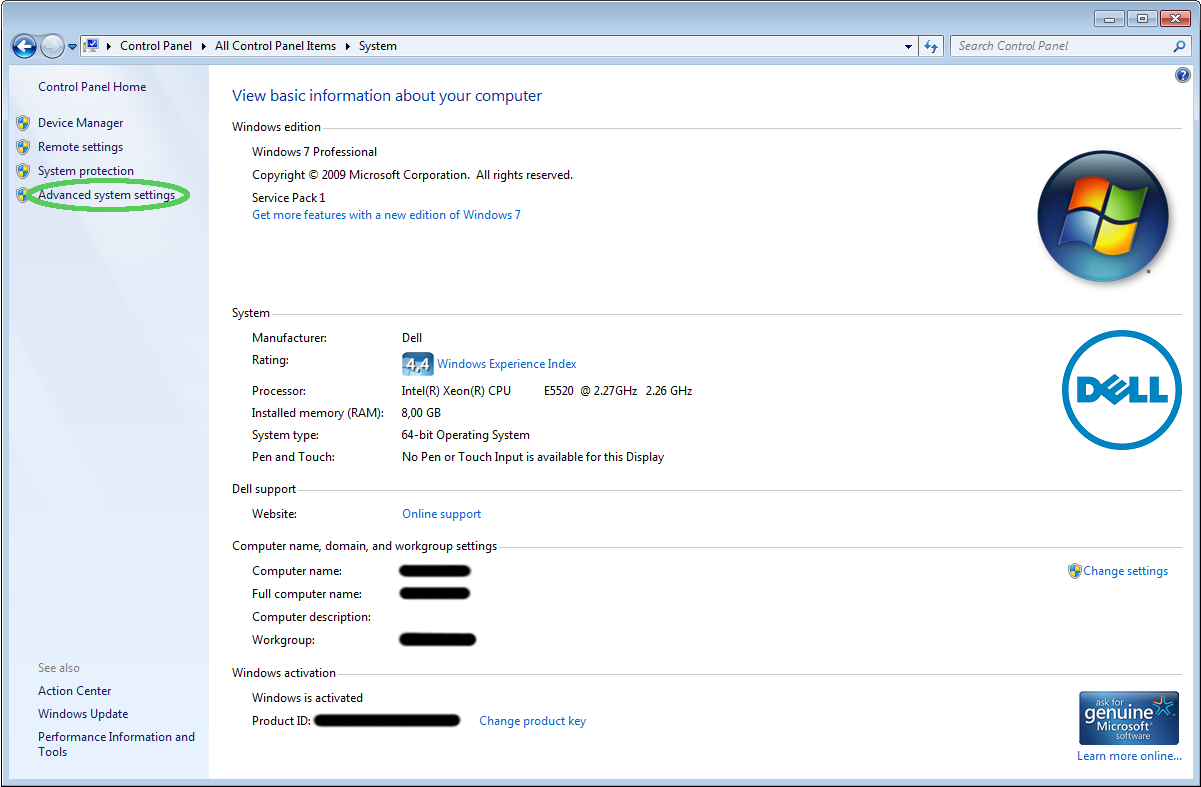 Control Panel ▸ All Control Panel Items ▸ System
Search Control Panel
Control Panel Home
Device Manager
Remote settings
System protection
Advanced system settings
View basic information about your computer
Windows edition
Windows 7 Professional
Copyright © 2009 Microsoft Corporation.  All rights reserved.
Service Pack 1
Get more features with a new edition of Windows 7
System
Manufacturer: Dell
Rating: 4,4 Windows Experience Index
Processor: Intel(R) Xeon(R) CPU E5520 @ 2.27GHz 2.26 GHz
Installed memory (RAM): 8,00 GB
System type: 64-bit Operating System
Pen and Touch: No Pen or Touch Input is available for this Display
DELL
Dell support
Website: Online support
Computer name, domain, and workgroup settings
Computer name:
Change settings
Full computer name:
Computer description:
Workgroup:
Windows activation
Windows is activated
Product ID: Change product key
ask for
genuine
Microsoft
software
Learn more online...
See also
Action Center
Windows Update
Performance Information and
Tools